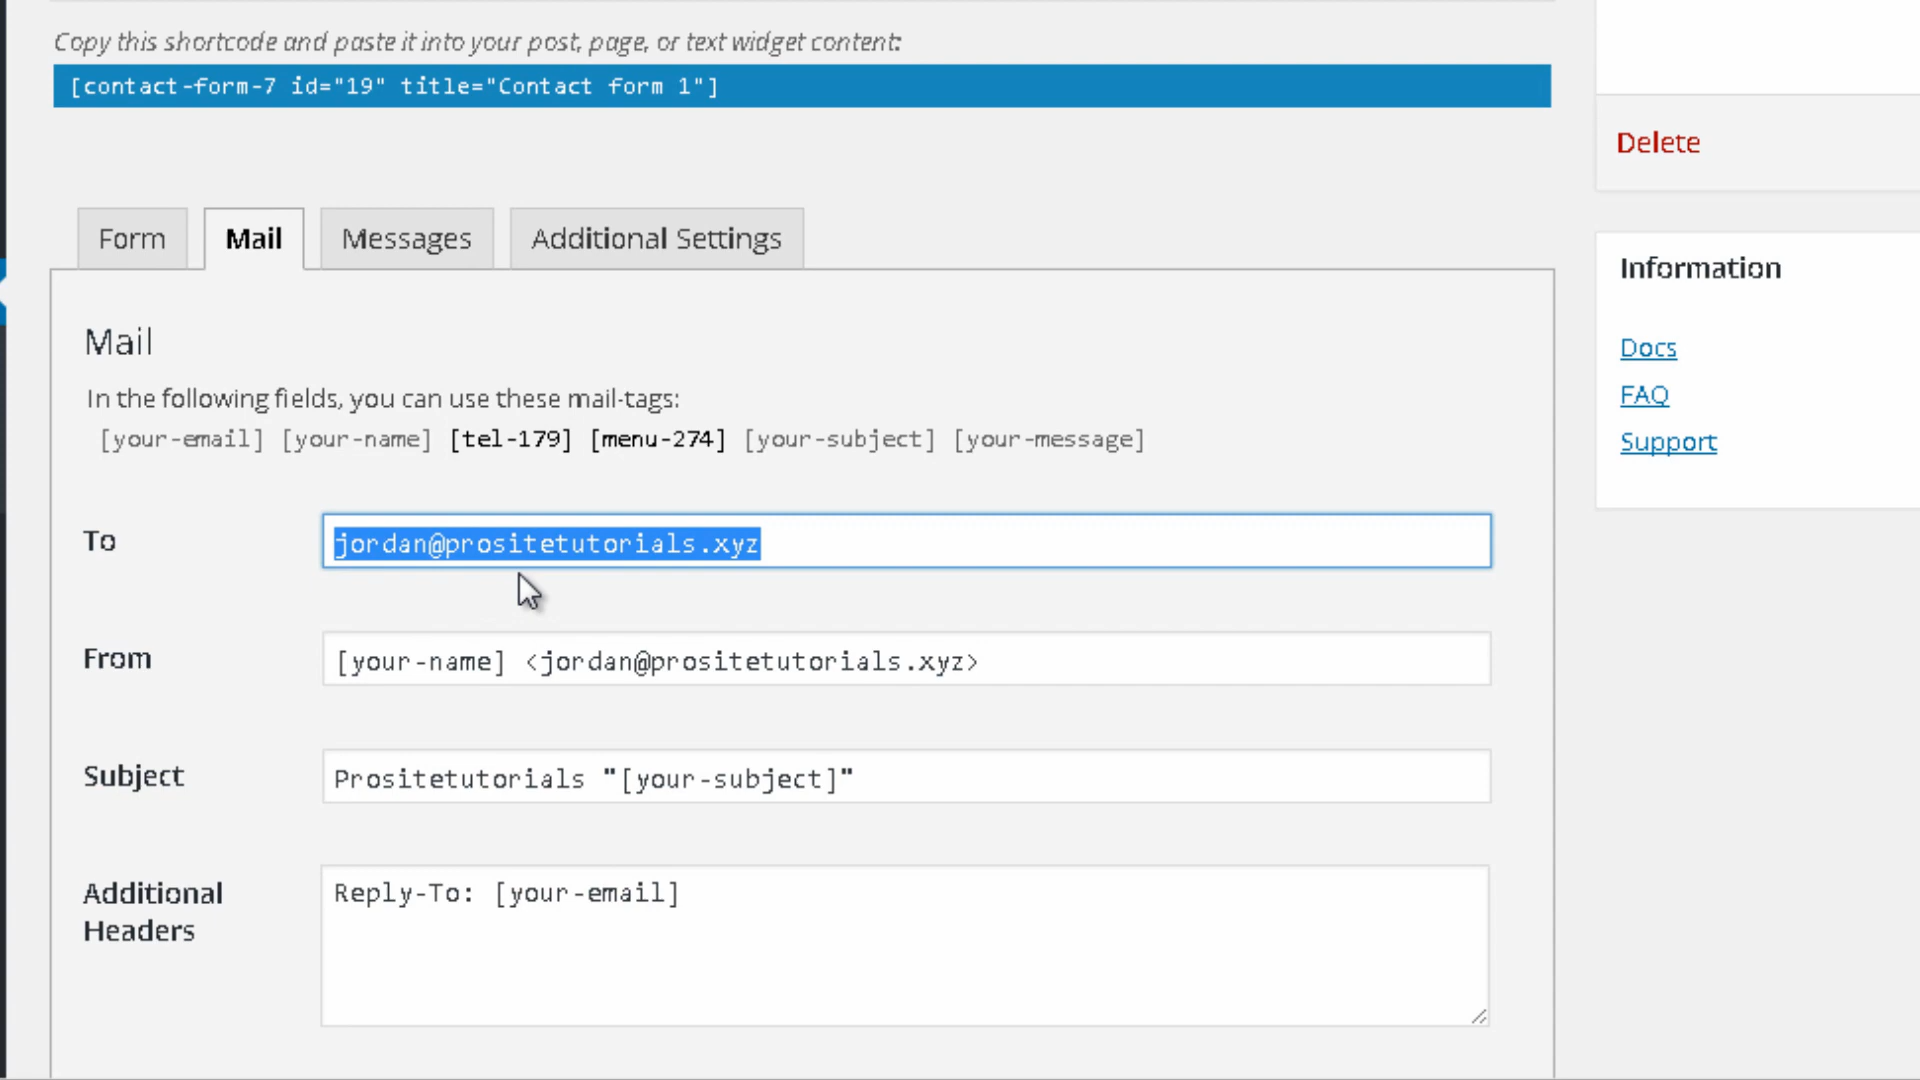 Copy this shortcode and paste it into your post, page, or text widget content:
[contact-form-7 id="19" title="Contact form 1"]
Delete
Form
Mail
Messages
Additional Settings
Information
Docs
FAQ
Support
Mail
In the following fields, you can use these mail-tags:
[your-email] [your-name] [tel-179] [menu-274] [your-subject] [your-message]
To
jordan@prositetutorials.xyz
From
[your-name] <jordan@prositetutorials.xyz>
Subject
Prositetutorials "[your-subject]"
Additional
Headers
Reply-To: [your-email]